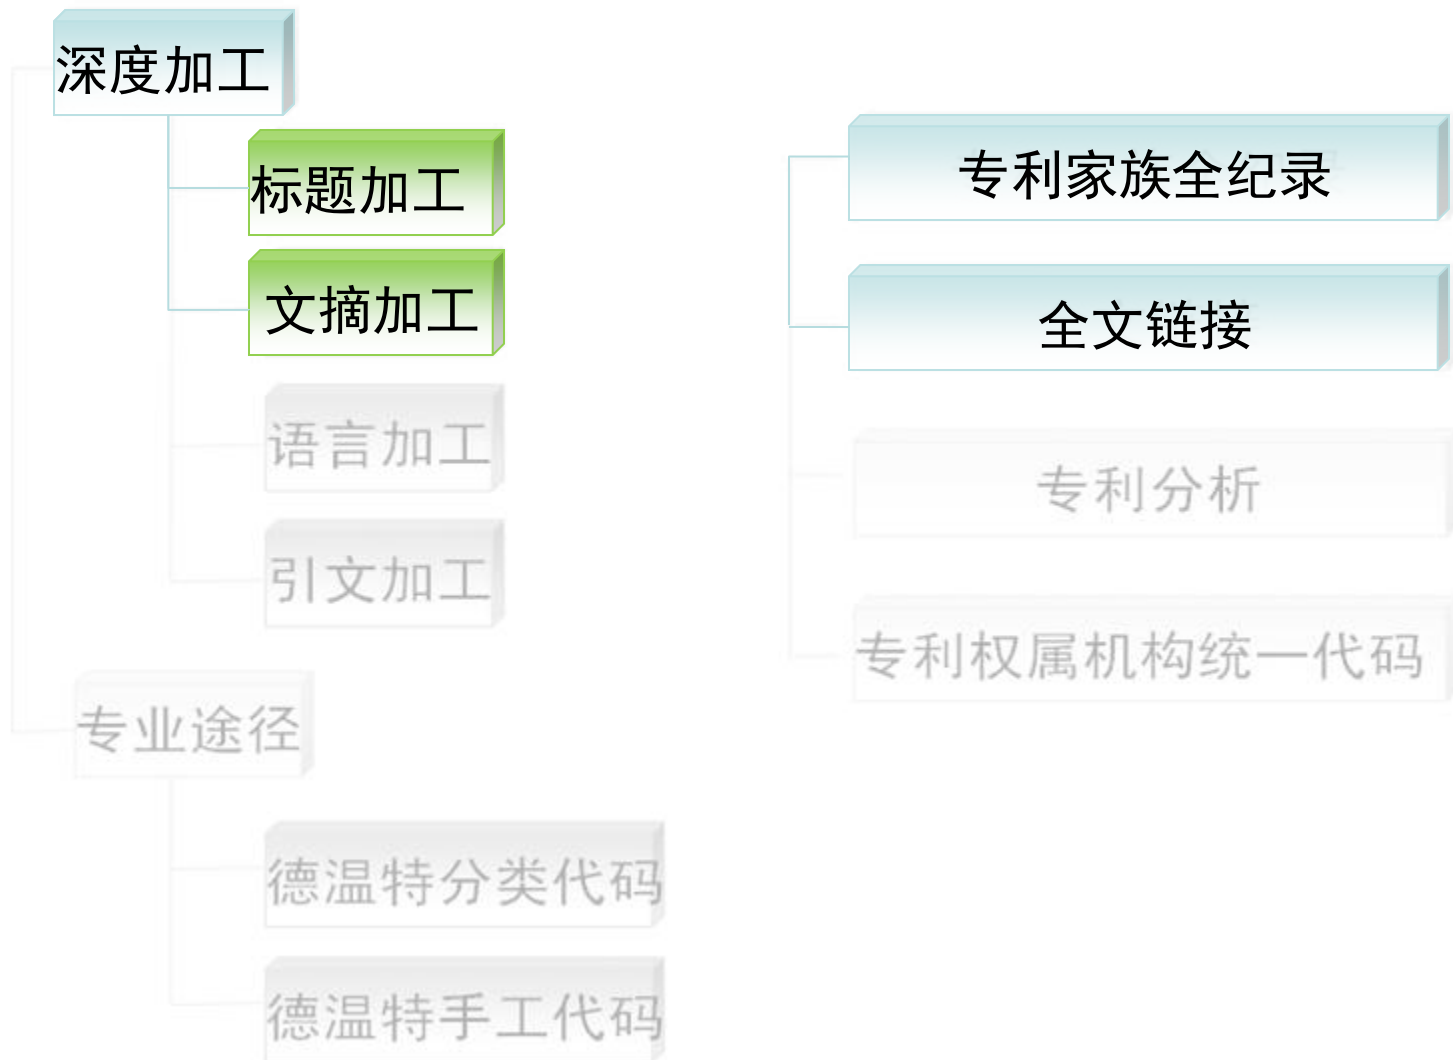 深度加工
标题加工
文摘加工
语言加工
引文加工
专业途径
德温特分类代码
德温特手工代码
专利家族全纪录
全文链接
专利分析
专利权属机构统一代码